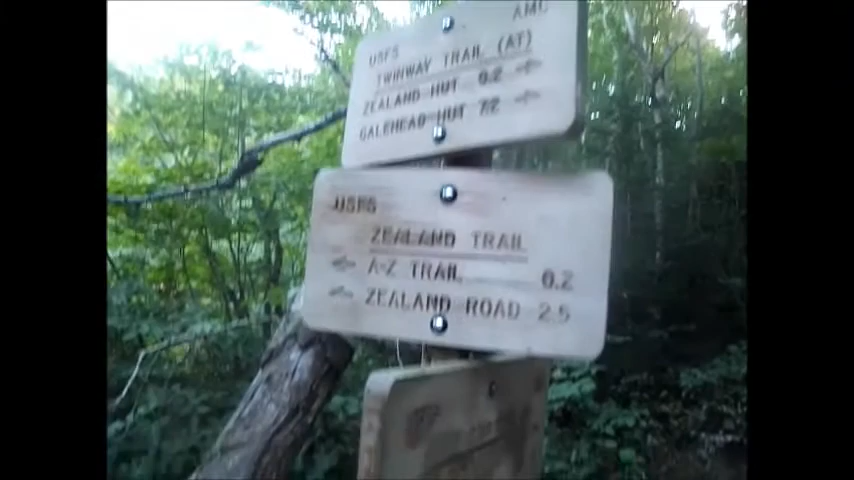 USFS AMC
TWINWAY TRAIL (AT)
ZEALAND HUT 0.2 →
GALEHEAD HUT 7.2 →
USFS
ZEALAND TRAIL
← A-Z TRAIL 0.2
← ZEALAND ROAD 2.5